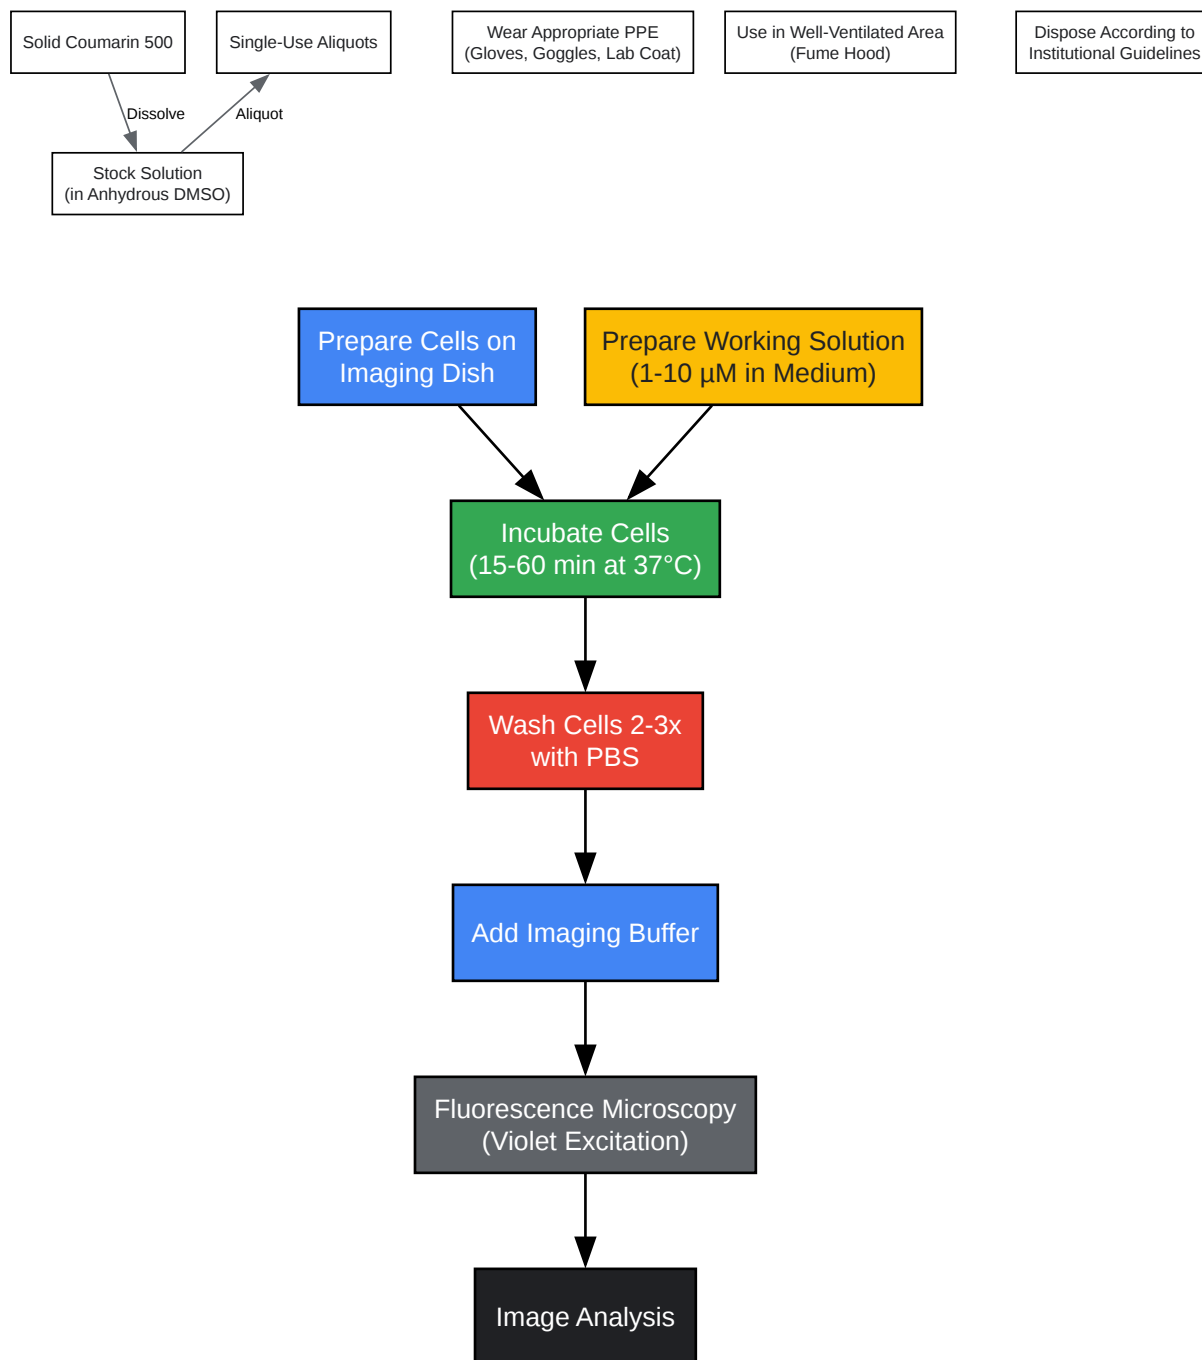 Solid Coumarin 500
Single-Use Aliquots
Wear Appropriate PPE
(Gloves, Goggles, Lab Coat)
Use in Well-Ventilated Area
(Fume Hood)
Dispose According to
Institutional Guidelines
Dissolve
Aliquot
Stock Solution
(in Anhydrous DMSO)
Prepare Cells on
Imaging Dish
Prepare Working Solution
(1-10 µM in Medium)
Incubate Cells
(15-60 min at 37°C)
Wash Cells 2-3x
with PBS
Add Imaging Buffer
Fluorescence Microscopy
(Violet Excitation)
Image Analysis